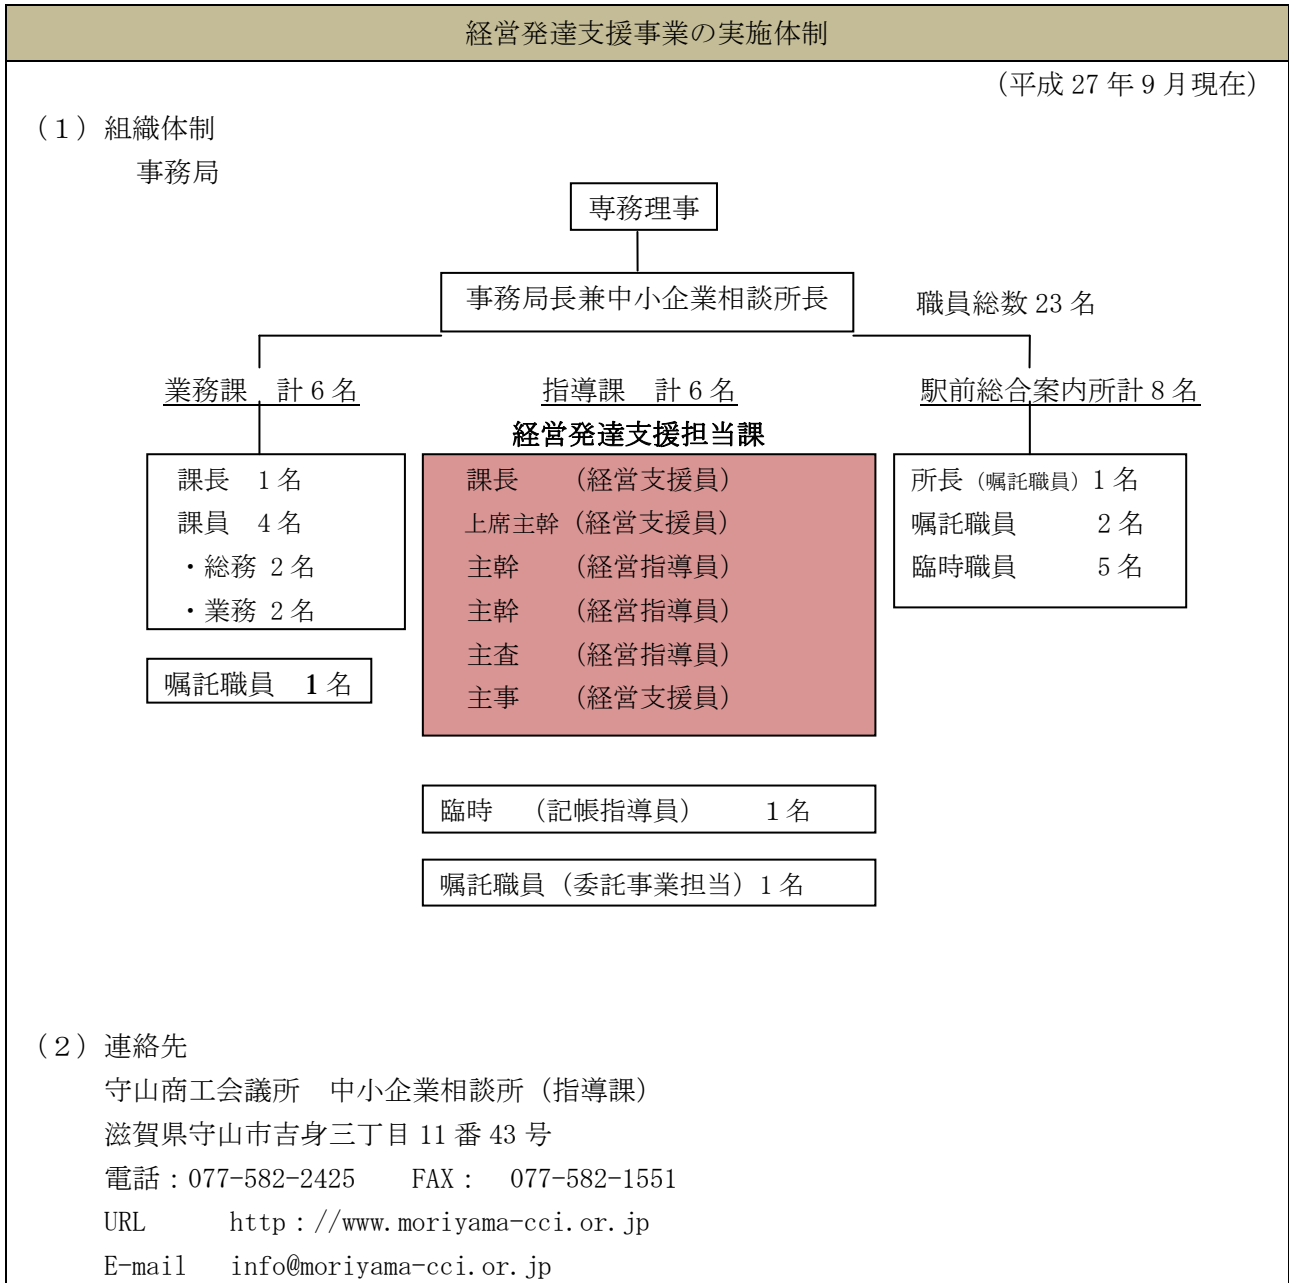 経営発達支援事業の実施体制
（平成 27 年 9 月現在）
（１）組織体制
事務局
専務理事
事務局長兼中小企業相談所長
職員総数 23 名
業務課　計 6 名
指導課　計 6 名
駅前総合案内所計 8 名
経営発達支援担当課
課長　1 名
課員　4 名
・総務 2 名
・業務 2 名
嘱託職員　1 名
課長　　（経営支援員）
上席主幹（経営支援員）
主幹　　（経営指導員）
主幹　　（経営指導員）
主査　　（経営指導員）
主事　　（経営支援員）
所長（嘱託職員）1 名
嘱託職員　　　2 名
臨時職員　　　5 名
臨時　（記帳指導員）　　1 名
嘱託職員（委託事業担当）1 名
（２）連絡先
守山商工会議所　中小企業相談所（指導課）
滋賀県守山市吉身三丁目 11 番 43 号
電話：077-582-2425　　FAX：　077-582-1551
URL　　　http：//www.moriyama-cci.or.jp
E-mail　 info@moriyama-cci.or.jp